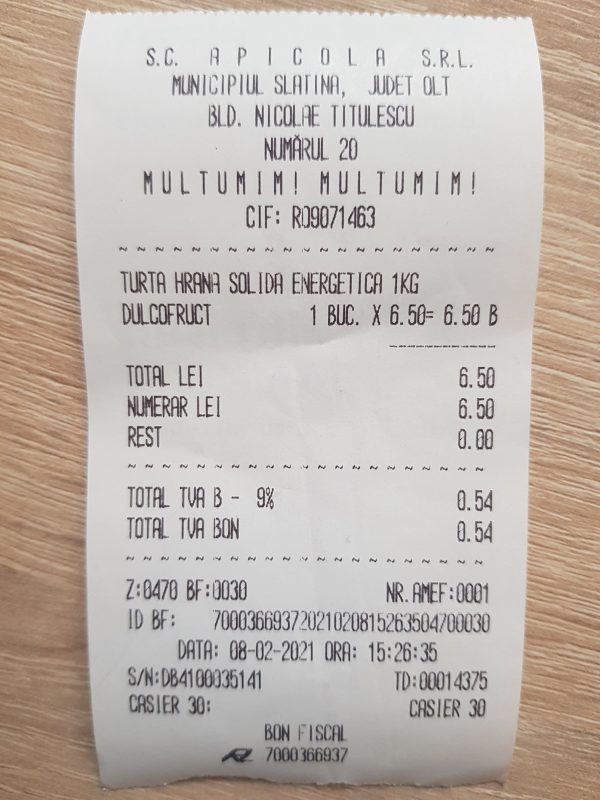 S.C. A P I C O L A S.R.L.
MUNICIPIUL SLATINA, JUDET OLT
BLD. NICOLAE TITULESCU
NUMĂRUL 20
M U L T U M I M ! M U L T U M I M !
CIF: RO9071463
~ ~ ~ ~ ~ ~ ~ ~ ~ ~ ~ ~ ~ ~ ~ ~ ~ ~ ~ ~ ~ ~
TURTA HRANA SOLIDA ENERGETICA 1KG
DULCOFRUCT 1 BUC. X 6.50= 6.50 B
TOTAL LEI 6.50
NUMERAR LEI 6.50
REST 0.00
~ ~ ~ ~ ~ ~ ~ ~ ~ ~ ~ ~ ~ ~ ~ ~ ~ ~ ~ ~ ~ ~
TOTAL TVA B - 9% 0.54
TOTAL TVA BON 0.54
~ ~ ~ ~ ~ ~ ~ ~ ~ ~ ~ ~ ~ ~ ~ ~ ~ ~ ~ ~ ~ ~
Z:0470 BF:0030 NR.AMEF:0001
ID BF: 70003669372021020815263504700030
DATA: 08-02-2021 ORA: 15:26:35
S/N:DB4100035141 TD:00014375
CASIER 30: CASIER 30
BON FISCAL
7000366937